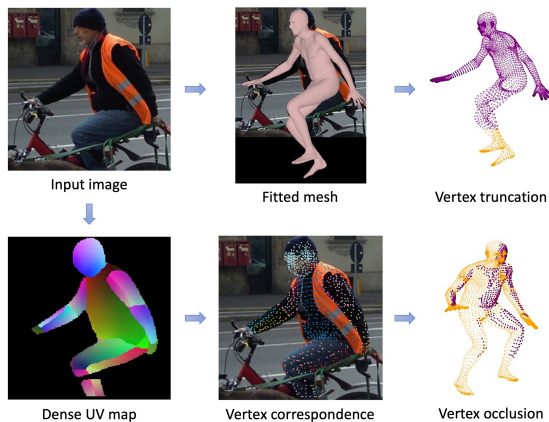 Input image
Fitted mesh
Vertex truncation
Dense UV map
Vertex correspondence
Vertex occlusion